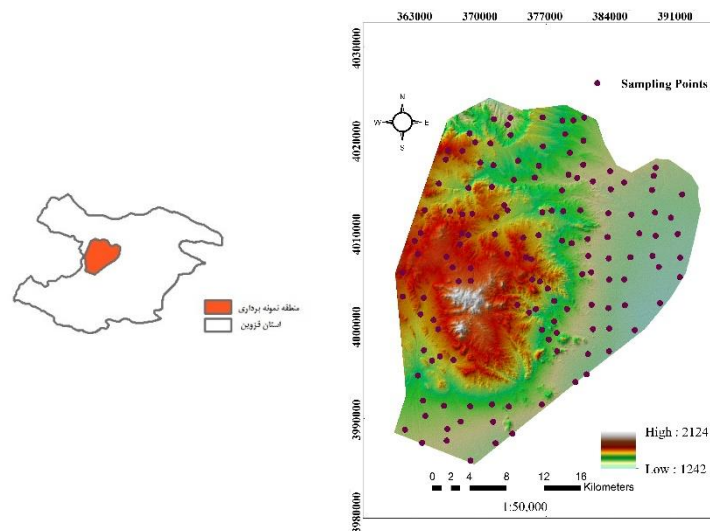 منطقه نمونه برداری
استان قزوین
363000 370000 377000 384000 391000
4030000
4020000
4010000
4000000
3990000
3980000
Sampling Points
N
W E
S
High : 2124
Low : 1242
0 2 4 8 12 16
Kilometers
1:50,000